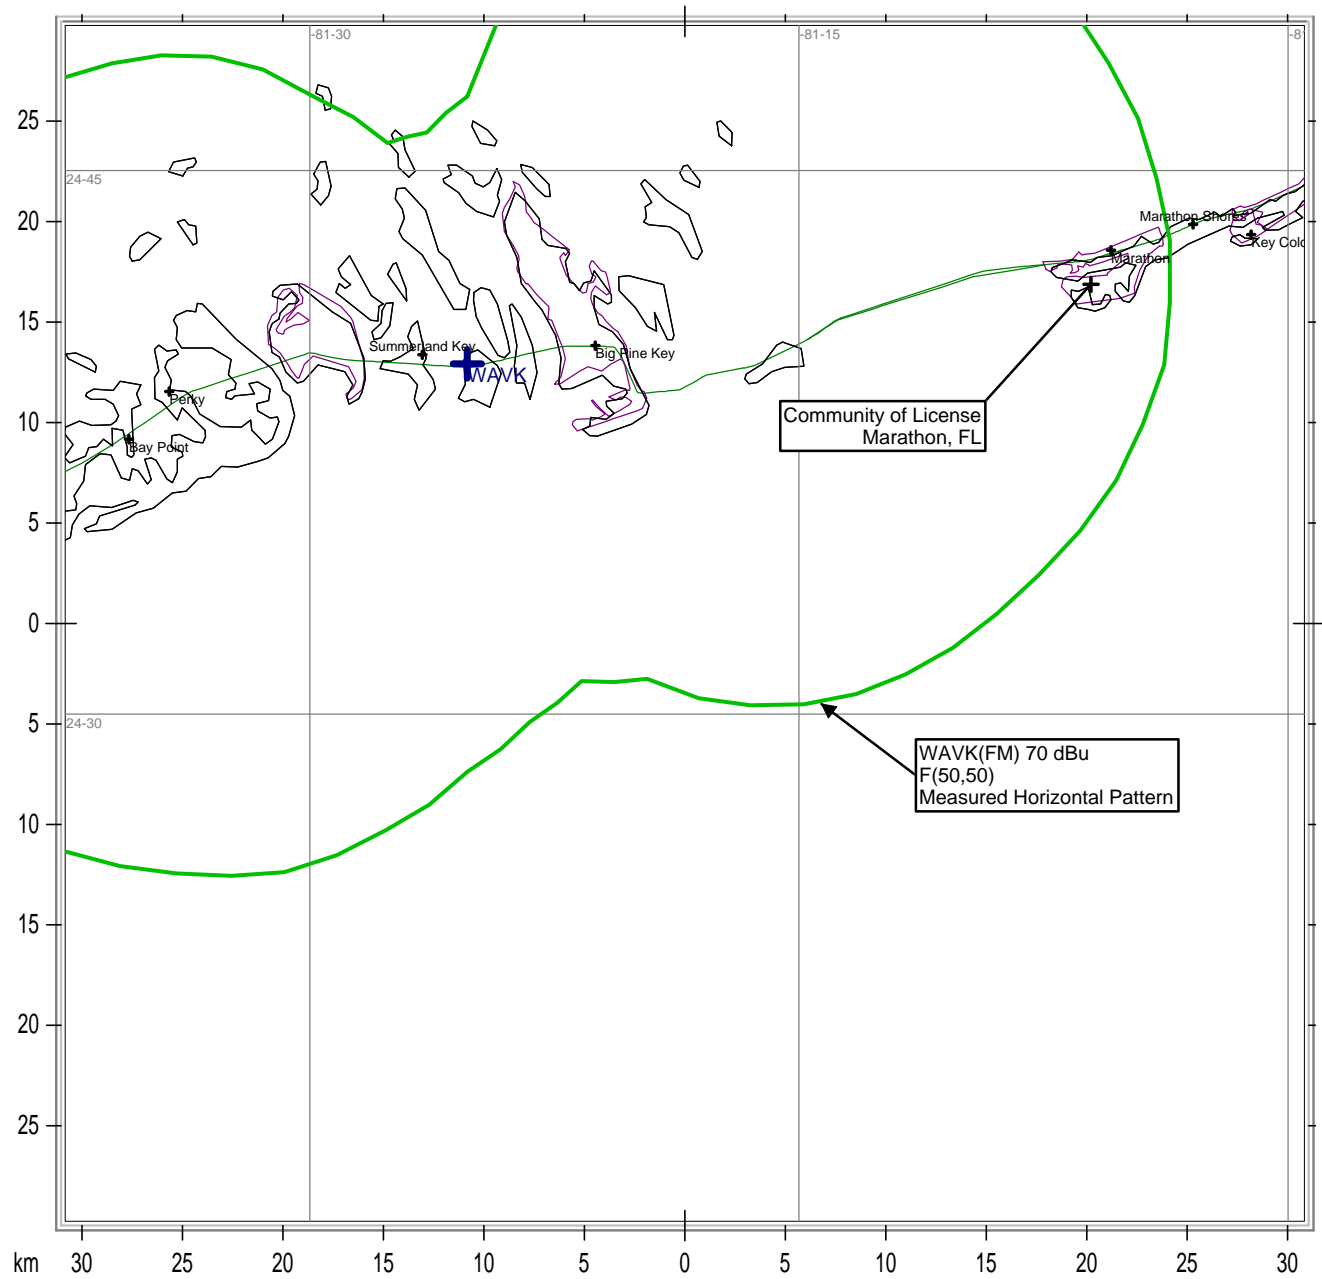 -81-30
-81-15
-8
25
24-45
20
Marathon Shores
Key Colo
Marathon
15
Summerland Key
Big Pine Key
WAVK
Perky
10
Community of License
Marathon, FL
Bay Point
5
0
5
24-30
WAVK(FM) 70 dBu
F(50,50)
Measured Horizontal Pattern
10
15
20
25
km 30 25 20 15 10 5 0 5 10 15 20 25 30